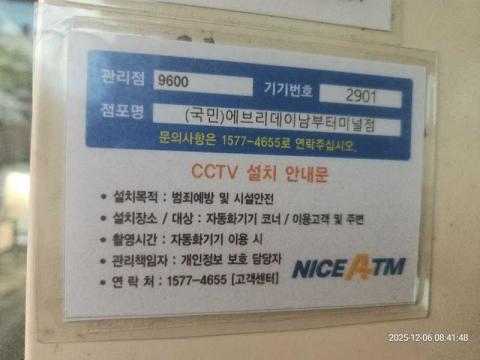 관리점 9600 기기번호 2901
점포명 (국민)에브리데이남부터미널점
문의사항은 1577-4655로 연락주십시오.
CCTV 설치 안내문
• 설치목적 : 범죄예방 및 시설안전
• 설치장소 / 대상 : 자동화기기 코너 / 이용고객 및 주변
• 촬영시간 : 자동화기기 이용 시
• 관리책임자 : 개인정보 보호 담당자
• 연 락 처 : 1577-4655 [고객센터]
NICE ATM
2025-12-06 08:41:48